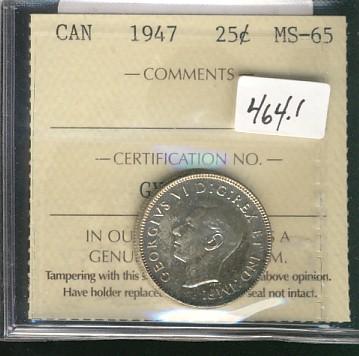 CAN 1947 25¢ MS-65
— COMMENTS
464.1
— CERTIFICATION NO. —
GEORGIVS VI D:G:REX ET IND:IMP:
IN OU A
GENU M.
Tampering with this s above opinion.
Have holder replace seal not intact.